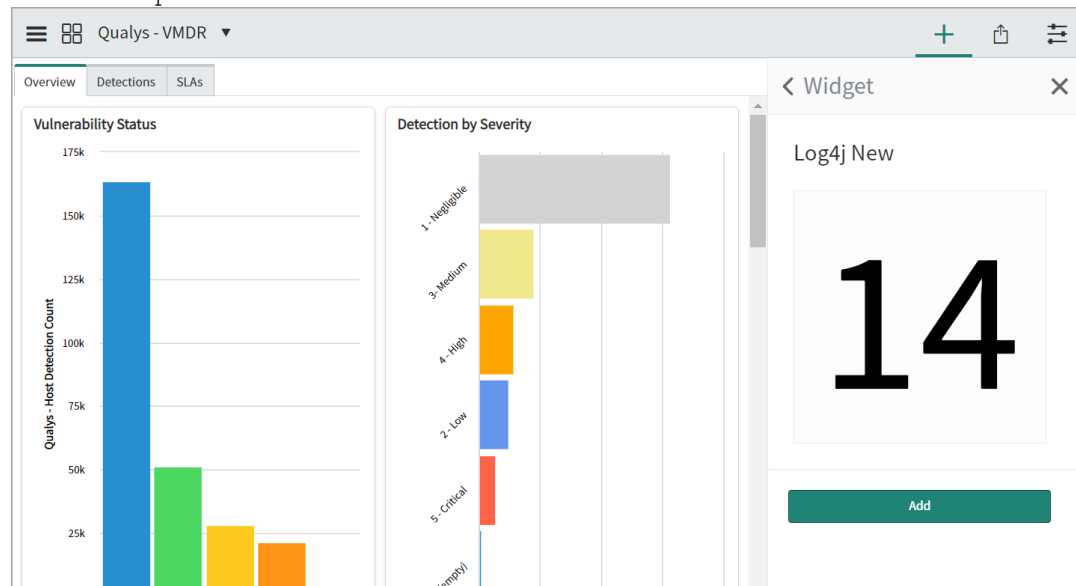 Qualys - VMDR ▼
Overview
Detections
SLAs
Vulnerability Status
175k
150k
125k
100k
75k
50k
25k
Qualys - Host Detection Count
Detection by Severity
1 - Negligible
3- Medium
4 - High
2 - Low
5 - Critical
(empty)
Widget
Log4j New
14
Add